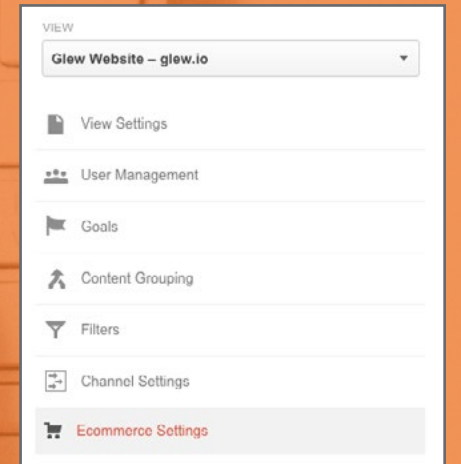 VIEW
Glew Website – glew.io
View Settings
User Management
Goals
Content Grouping
Filters
Channel Settings
Ecommerce Settings